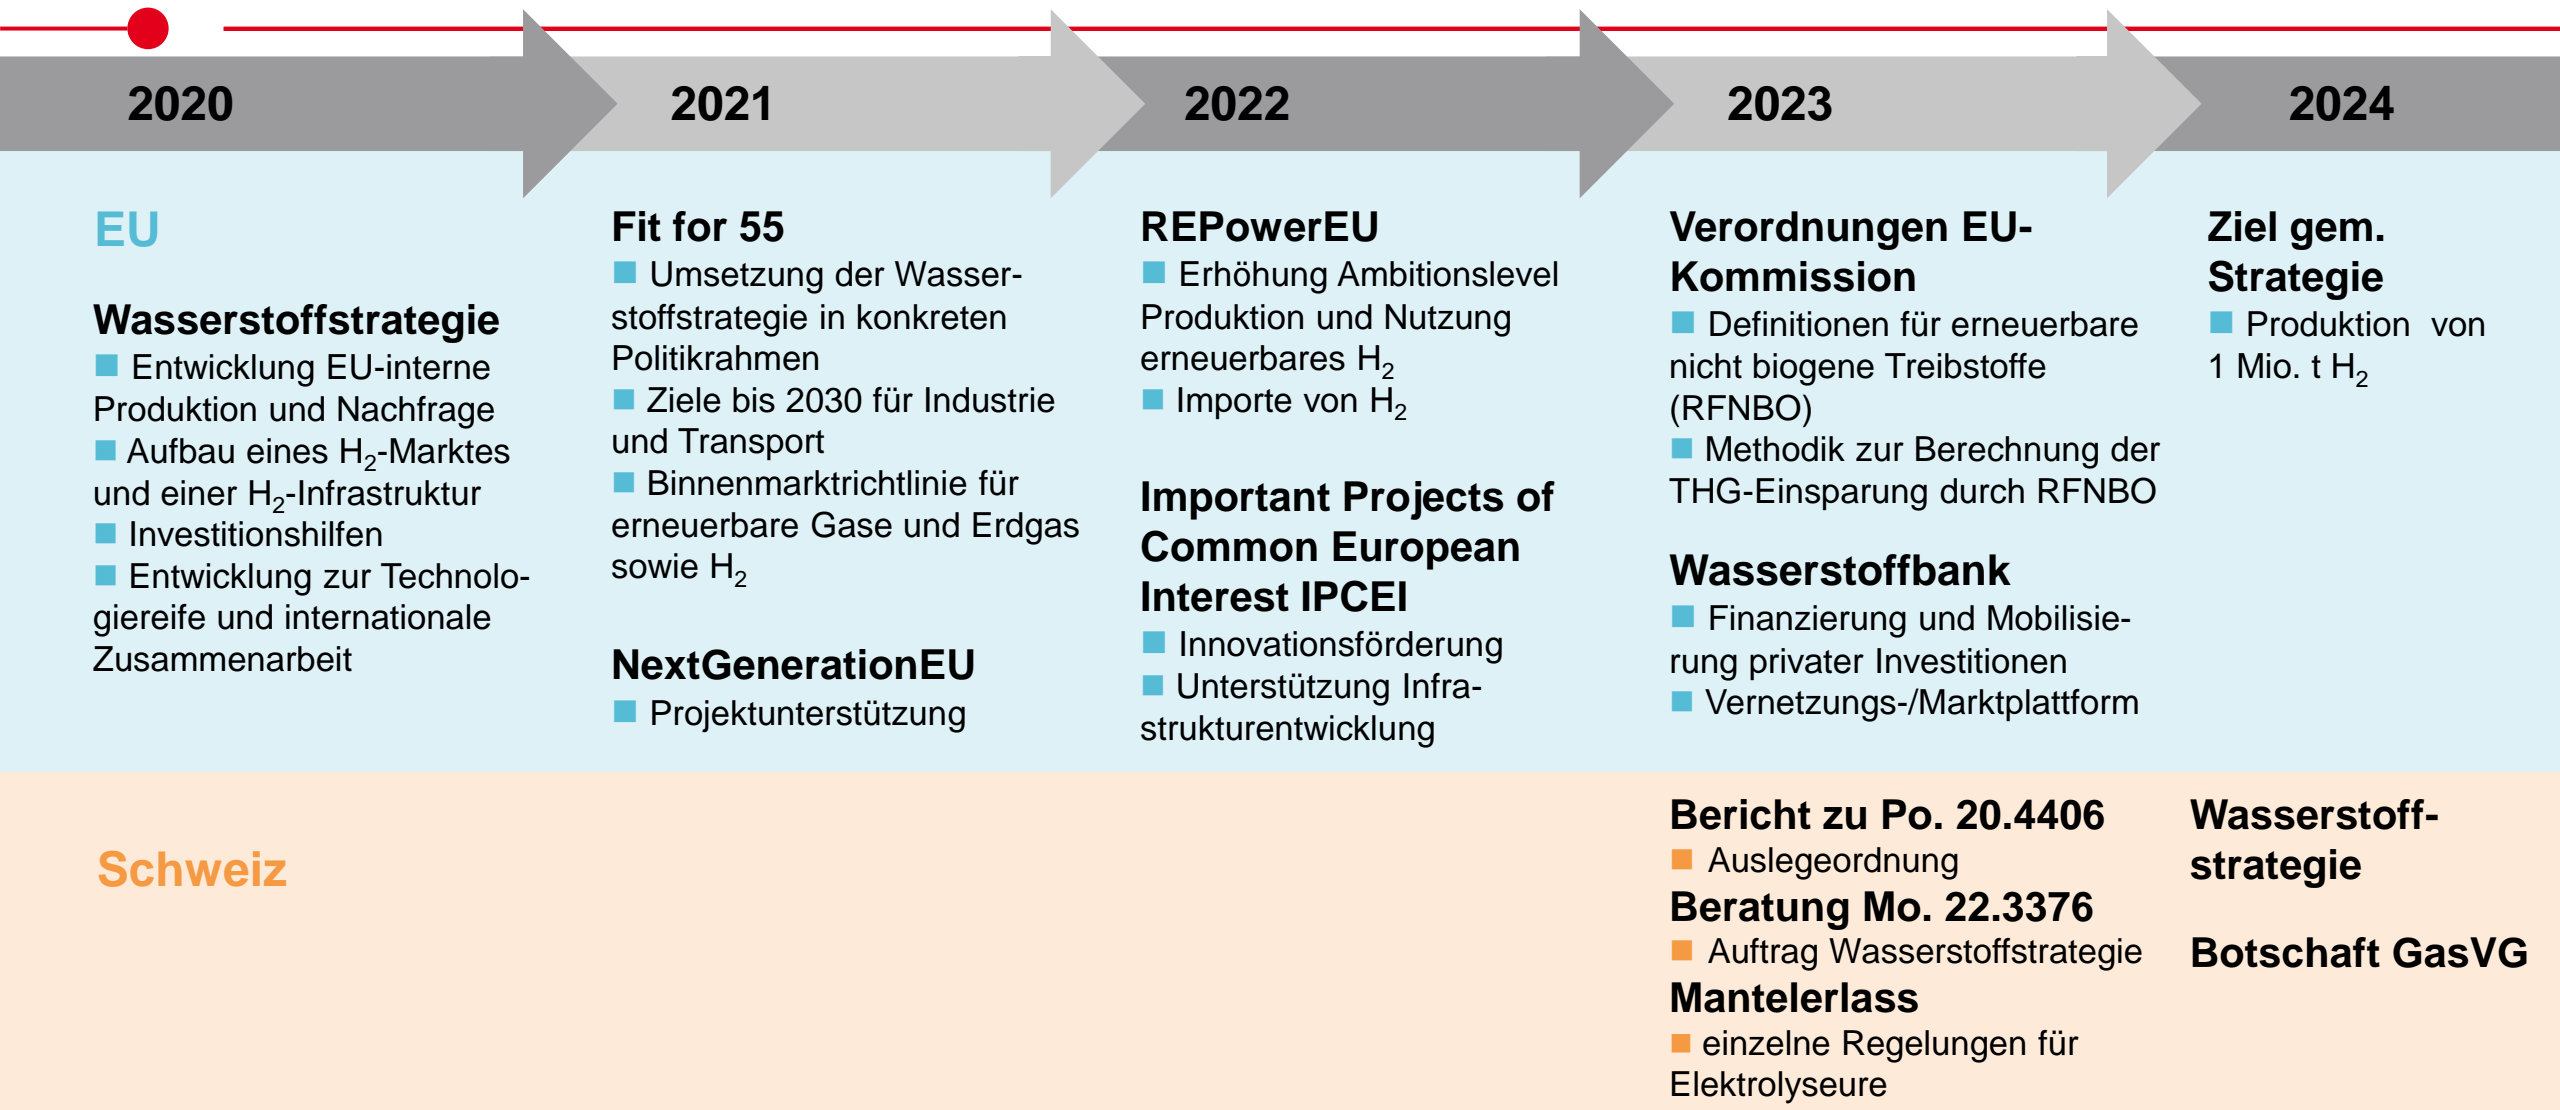 2020
2021
2022
2023
2024
EU
Wasserstoffstrategie
Entwicklung EU-interne
Produktion und Nachfrage
Aufbau eines H₂-Marktes
und einer H₂-Infrastruktur
Investitionshilfen
Entwicklung zur Technolo-
giereife und internationale
Zusammenarbeit
Fit for 55
Umsetzung der Wasser-
stoffstrategie in konkreten
Politikrahmen
Ziele bis 2030 für Industrie
und Transport
Binnenmarktrichtlinie für
erneuerbare Gase und Erdgas
sowie H₂
NextGenerationEU
Projektunterstützung
REPowerEU
Erhöhung Ambitionslevel
Produktion und Nutzung
erneuerbares H₂
Importe von H₂
Important Projects of
Common European
Interest IPCEI
Innovationsförderung
Unterstützung Infra-
strukturentwicklung
Verordnungen EU-
Kommission
Definitionen für erneuerbare
nicht biogene Treibstoffe
(RFNBO)
Methodik zur Berechnung der
THG-Einsparung durch RFNBO
Wasserstoffbank
Finanzierung und Mobilisie-
rung privater Investitionen
Vernetzungs-/Marktplattform
Ziel gem.
Strategie
Produktion von
1 Mio. t H₂
Schweiz
Bericht zu Po. 20.4406
Auslegeordnung
Beratung Mo. 22.3376
Auftrag Wasserstoffstrategie
Mantelerlass
einzelne Regelungen für
Elektrolyseure
Wasserstoff-
strategie
Botschaft GasVG